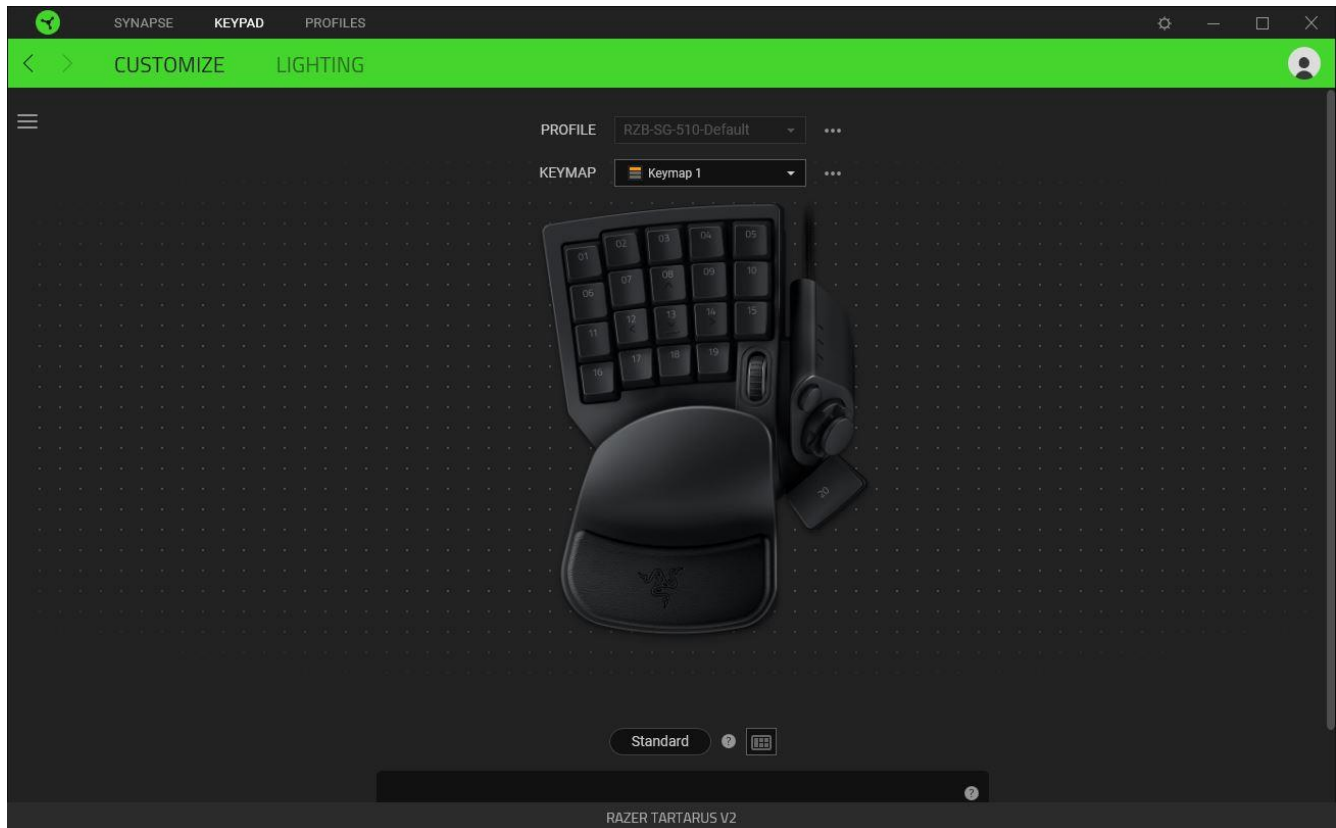 SYNAPSE KEYPAD PROFILES
CUSTOMIZE LIGHTING
PROFILE RZB-SG-510-Default
KEYMAP Keymap 1
01 02 03 04 05
06 07 08 09 10
11 12 13 14 15
16 17 18 19
20
Standard ?
?
RAZER TARTARUS V2